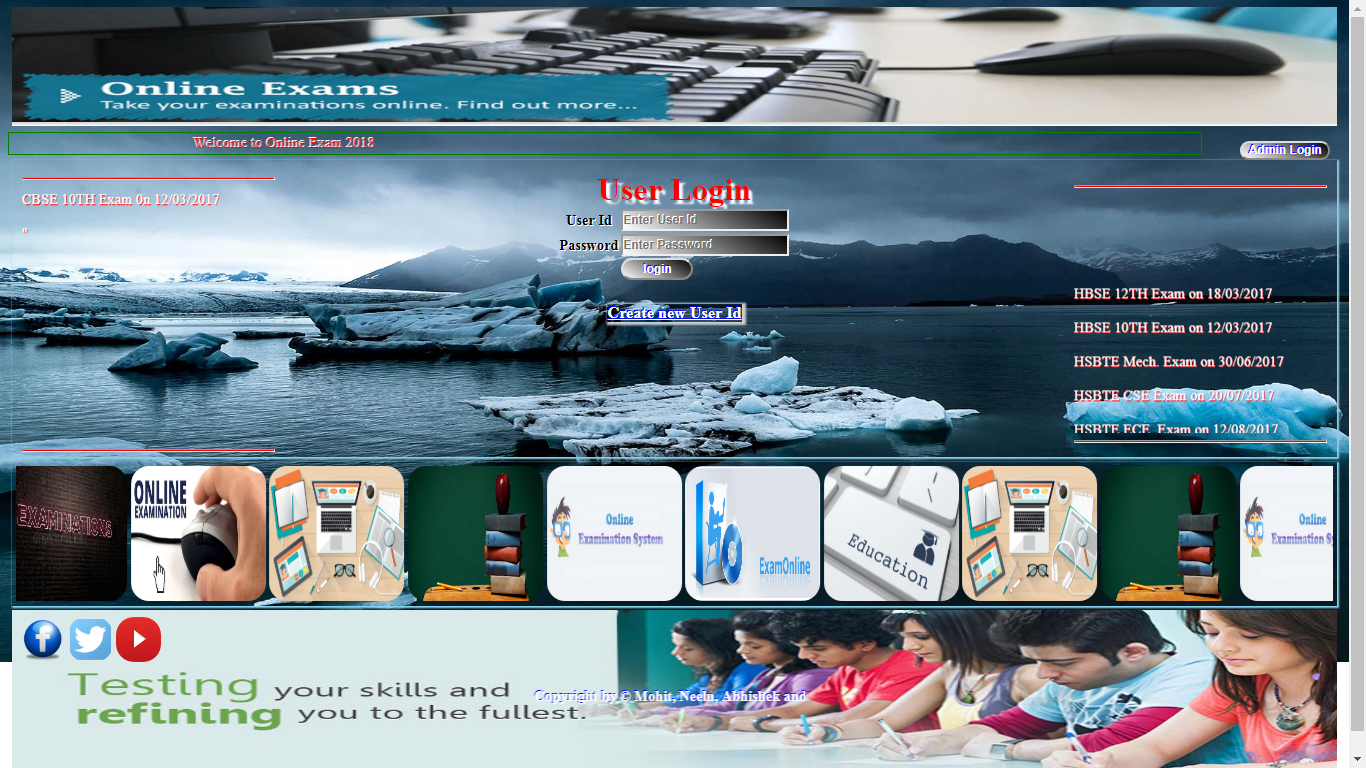 Online Exams
Take your examinations online. Find out more...
Welcome to Online Exam 2018
Admin Login
CBSE 10TH Exam 0n 12/03/2017
"
User Login
User Id
Enter User Id
Password
Enter Password
login
Create new User Id
HBSE 12TH Exam on 18/03/2017
HBSE 10TH Exam on 12/03/2017
HSBTE Mech. Exam on 30/06/2017
HSBTE CSE Exam on 20/07/2017
HSBTE ECE. Exam on 12/08/2017
EXAMINATIONS
ONLINE
EXAMINATION
Online
Examination System
ExamOnline
Education
Online
Examination Sy
Testing your skills and
refining you to the fullest.
Copyright by © Mohit, Neelu, Abhishek and